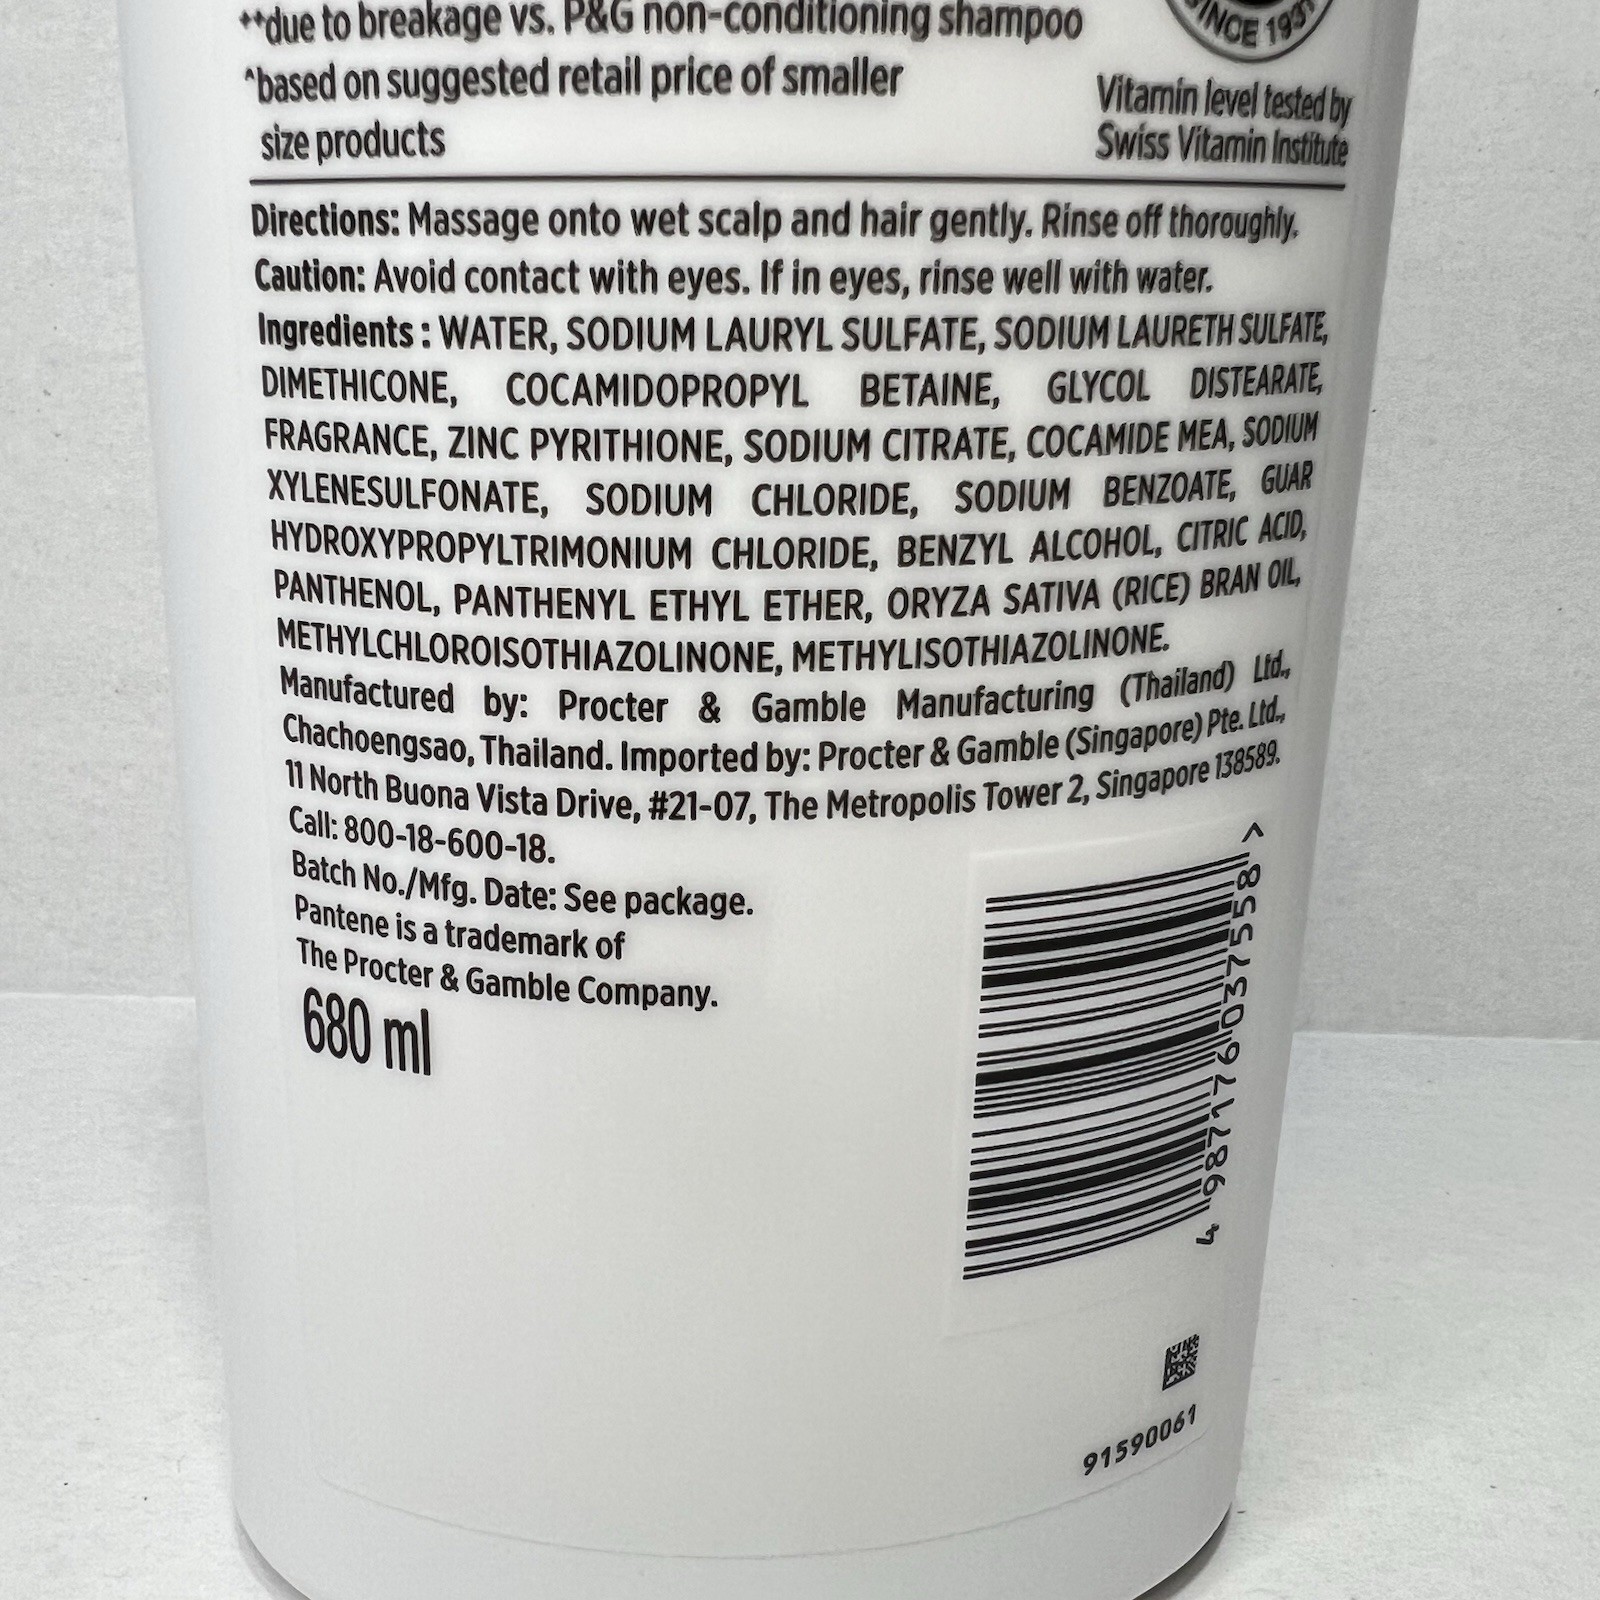 **due to breakage vs. P&G non-conditioning shampoo
^based on suggested retail price of smaller
size products
SINCE 1931
Vitamin level tested by
Swiss Vitamin Institute
Directions: Massage onto wet scalp and hair gently. Rinse off thoroughly.
Caution: Avoid contact with eyes. If in eyes, rinse well with water.
Ingredients : WATER, SODIUM LAURYL SULFATE, SODIUM LAURETH SULFATE,
DIMETHICONE, COCAMIDOPROPYL BETAINE, GLYCOL DISTEARATE,
FRAGRANCE, ZINC PYRITHIONE, SODIUM CITRATE, COCAMIDE MEA, SODIUM
XYLENESULFONATE, SODIUM CHLORIDE, SODIUM BENZOATE, GUAR
HYDROXYPROPYLTRIMONIUM CHLORIDE, BENZYL ALCOHOL, CITRIC ACID,
PANTHENOL, PANTHENYL ETHYL ETHER, ORYZA SATIVA (RICE) BRAN OIL,
METHYLCHLOROISOTHIAZOLINONE, METHYLISOTHIAZOLINONE.
Manufactured by: Procter & Gamble Manufacturing (Thailand) Ltd.,
Chachoengsao, Thailand. Imported by: Procter & Gamble (Singapore) Pte. Ltd.,
11 North Buona Vista Drive, #21-07, The Metropolis Tower 2, Singapore 138589.
Call: 800-18-600-18.
Batch No./Mfg. Date: See package.
Pantene is a trademark of
The Procter & Gamble Company.
680 ml
4 987176 037558 >
91590061